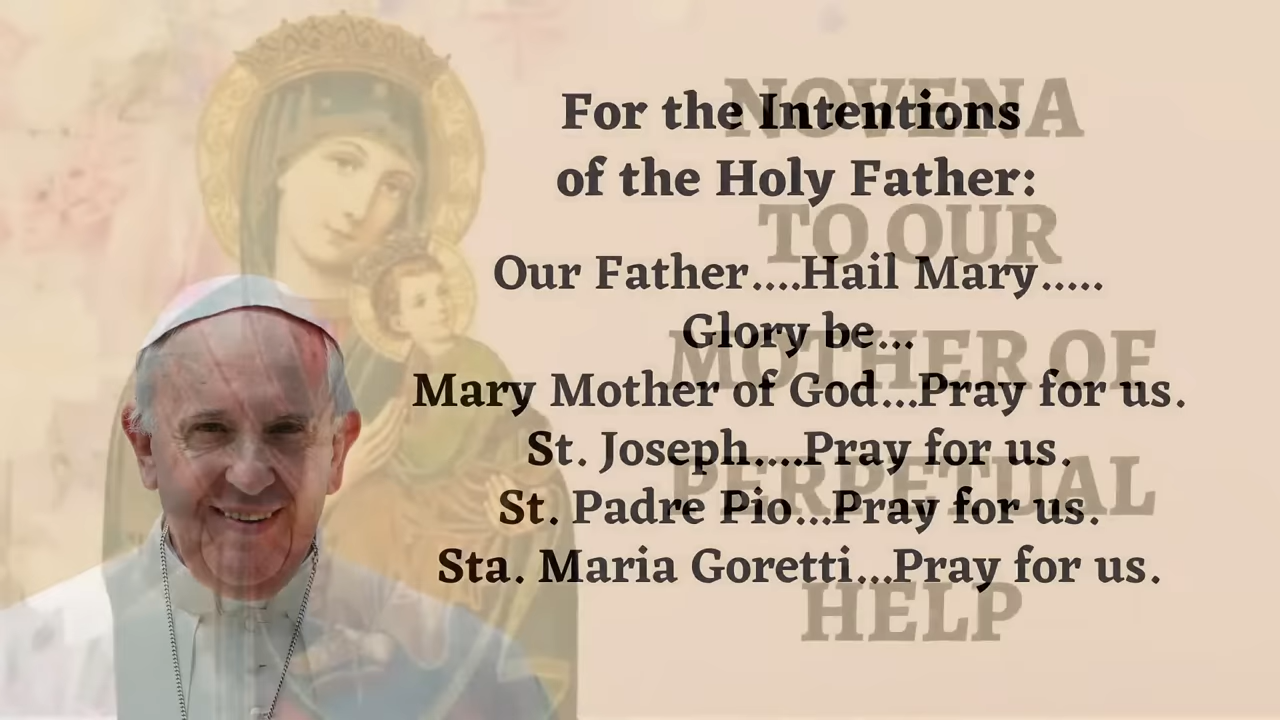 For the Intentions
of the Holy Father:
Our Father....Hail Mary.....
Glory be...
Mary Mother of God...Pray for us.
St. Joseph....Pray for us.
St. Padre Pio...Pray for us.
Sta. Maria Goretti...Pray for us.
NOVENA
TO OUR
MOTHER OF
PERPETUAL
HELP